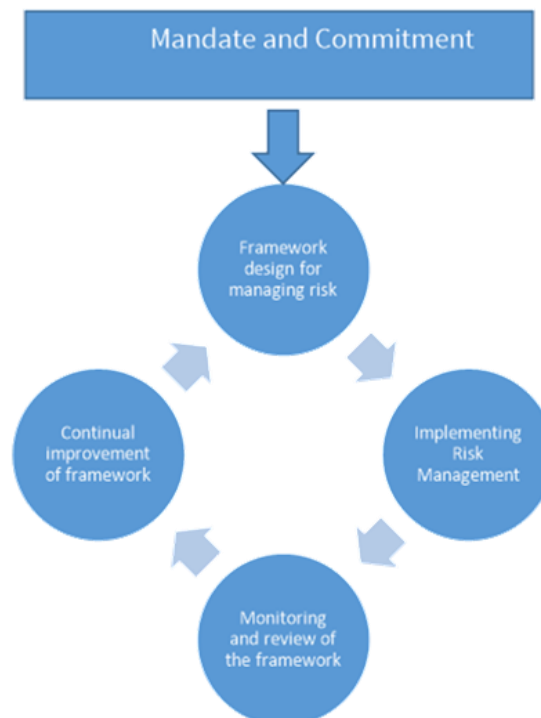 Mandate and Commitment
Framework
design for
managing risk
Continual
improvement
of framework
Implementing
Risk
Management
Monitoring
and review of
the framework